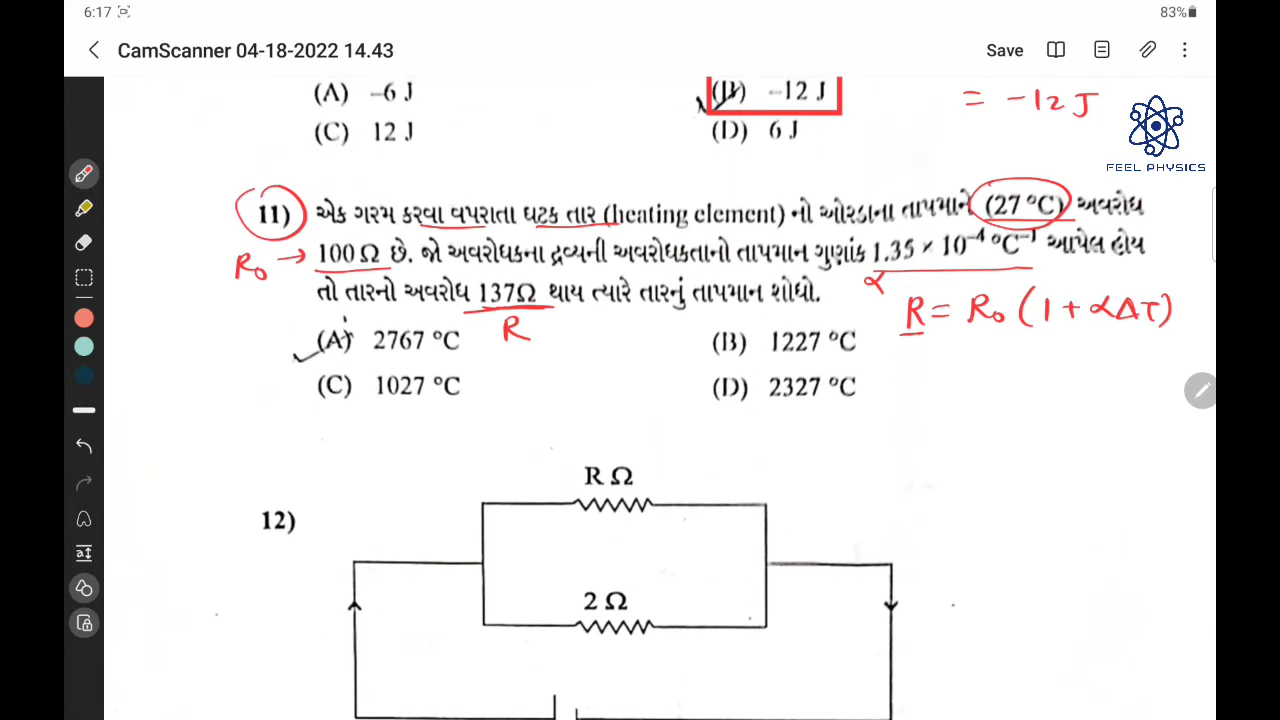 6:17
83%
CamScanner 04-18-2022 14.43
Save
(A) –6 J
(B) –12 J
= -12 J
(C) 12 J
(D) 6 J
FEEL PHYSICS
11) એક ગરમ કરવા વપરાતા ઘટક તાર (heating element) નો ઓરડાના તાપમાને (27 °C) અવરોધ
R₀ → 100 Ω છે. જો અવરોધકના દ્રવ્યની અવરોધકતાનો તાપમાન ગુણાંક 1.35 × 10⁻⁴ °C⁻¹ આપેલ હોય
α
તો તારનો અવરોધ 137Ω થાય ત્યારે તારનું તાપમાન શોધો.
R
R = R₀ (1 + αΔT)
(A) 2767 °C
(B) 1227 °C
(C) 1027 °C
(D) 2327 °C
12)
R Ω
2 Ω